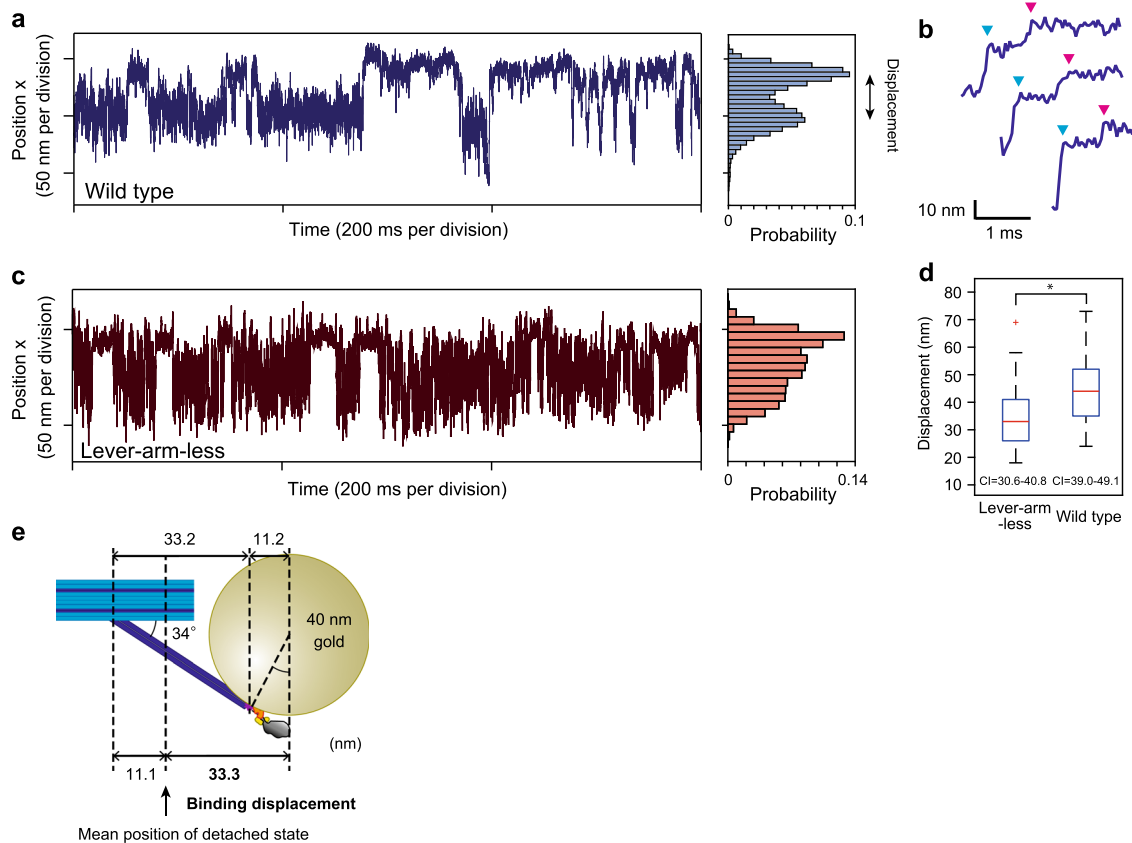 a
Position x
(50 nm per division)
Wild type
Time (200 ms per division)
Displacement
0
0.1
Probability
b
10 nm
1 ms
c
Position x
(50 nm per division)
Lever-arm-less
Time (200 ms per division)
0
0.14
Probability
d
Displacement (nm)
80
70
60
50
40
30
20
10
*
CI=30.6-40.8
CI=39.0-49.1
Lever-arm
-less
Wild type
e
33.2
11.2
34°
40 nm
gold
(nm)
11.1
33.3
Binding displacement
Mean position of detached state